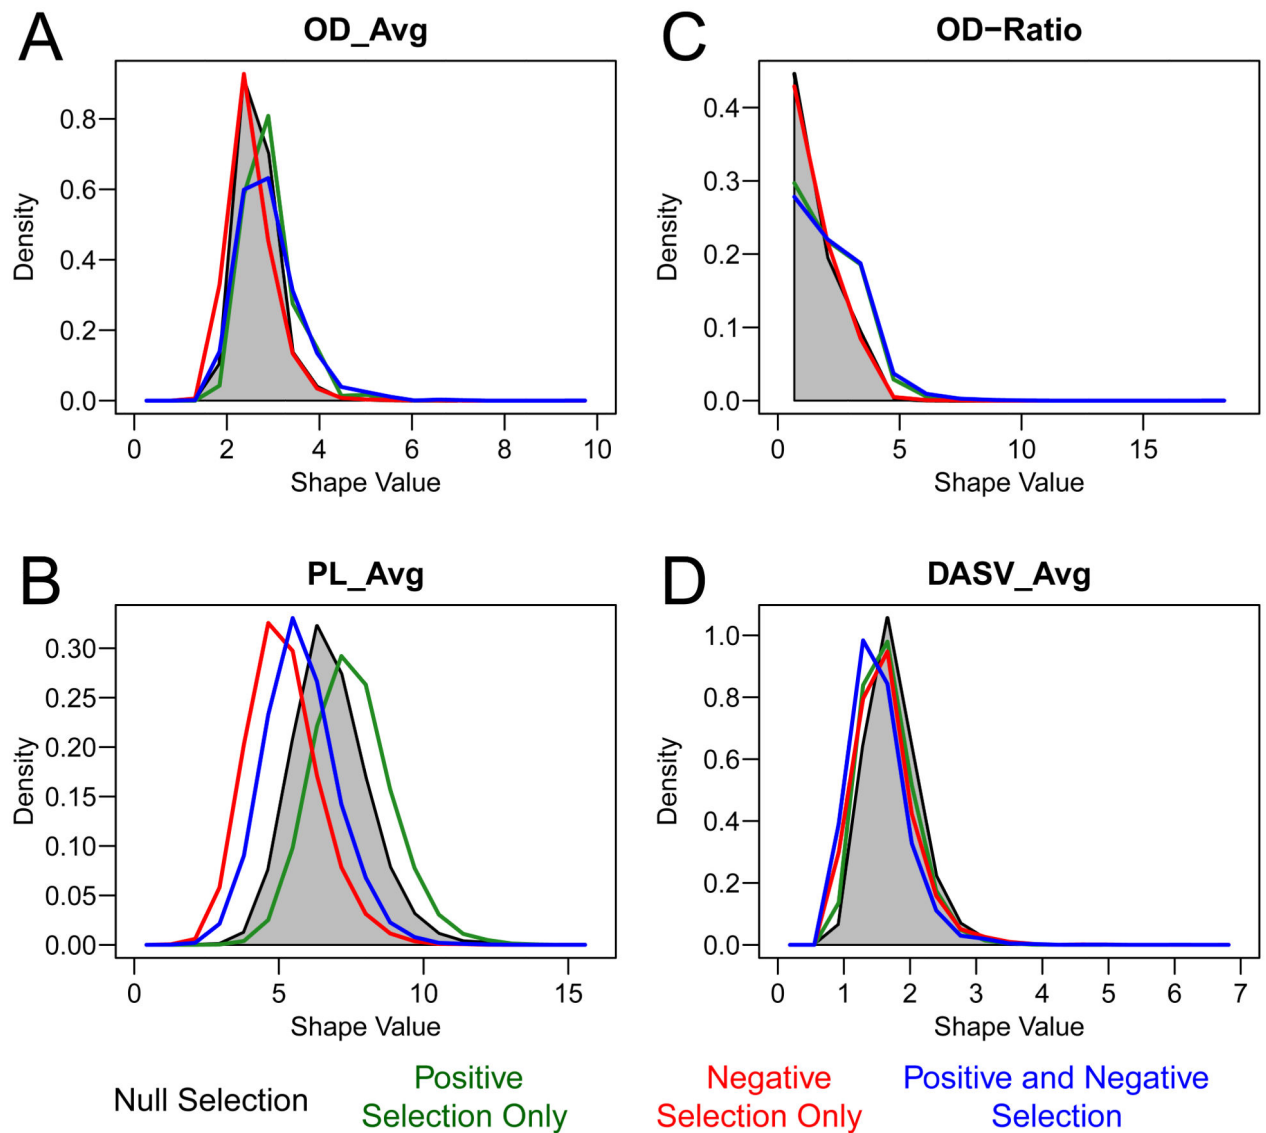 A
OD_Avg
Density
0.8
0.6
0.4
0.2
0.0
0 2 4 6 8 10
Shape Value
C
OD−Ratio
Density
0.4
0.3
0.2
0.1
0.0
0 5 10 15
Shape Value
B
PL_Avg
Density
0.30
0.25
0.20
0.15
0.10
0.05
0.00
0 5 10 15
Shape Value
D
DASV_Avg
Density
1.0
0.8
0.6
0.4
0.2
0.0
0 1 2 3 4 5 6 7
Shape Value
Null Selection
Positive
Selection Only
Negative
Selection Only
Positive and Negative
Selection